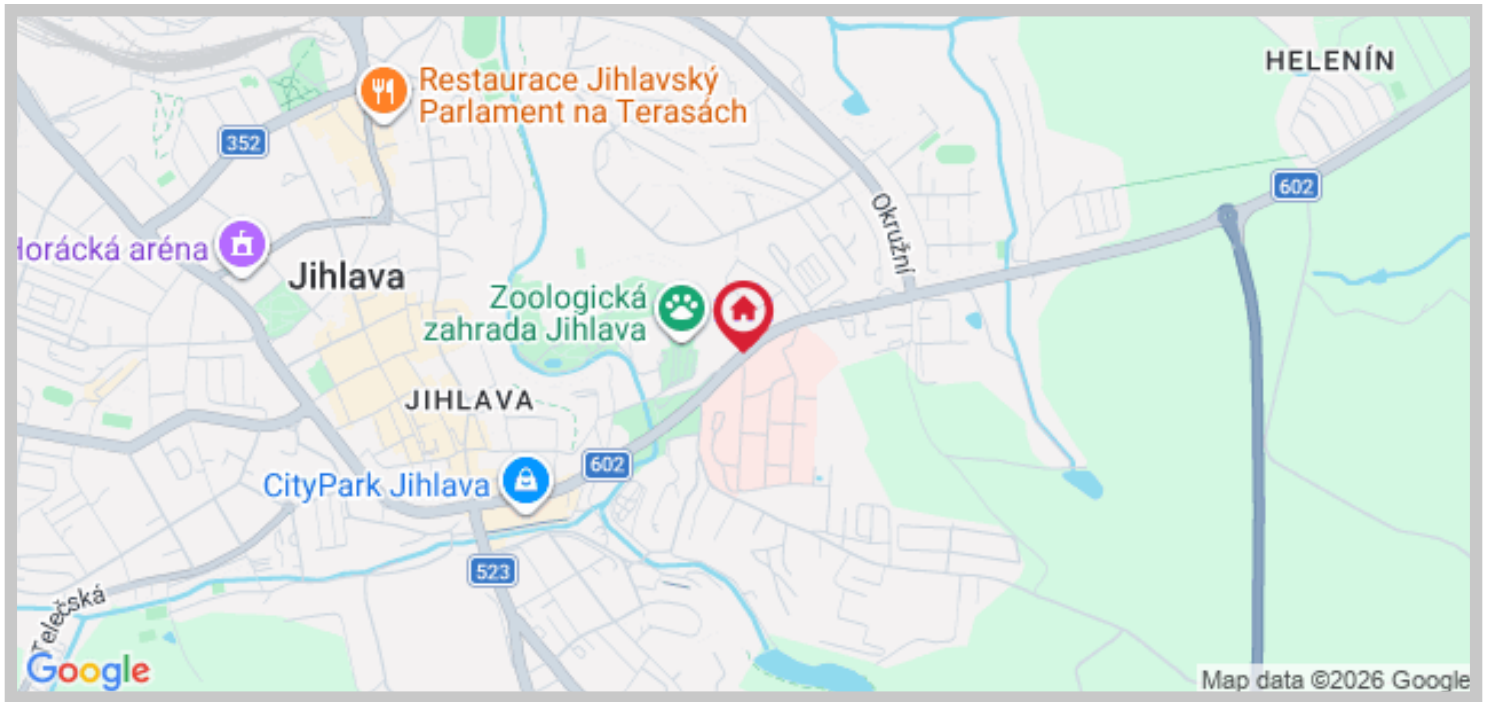 HELENÍN
Restaurace Jihlavský
Parlament na Terasách
352
602
Okružní
Horácká aréna
Jihlava
Zoologická
zahrada Jihlava
JIHLAVA
602
CityPark Jihlava
523
Telečská
Google
Map data ©2026 Google